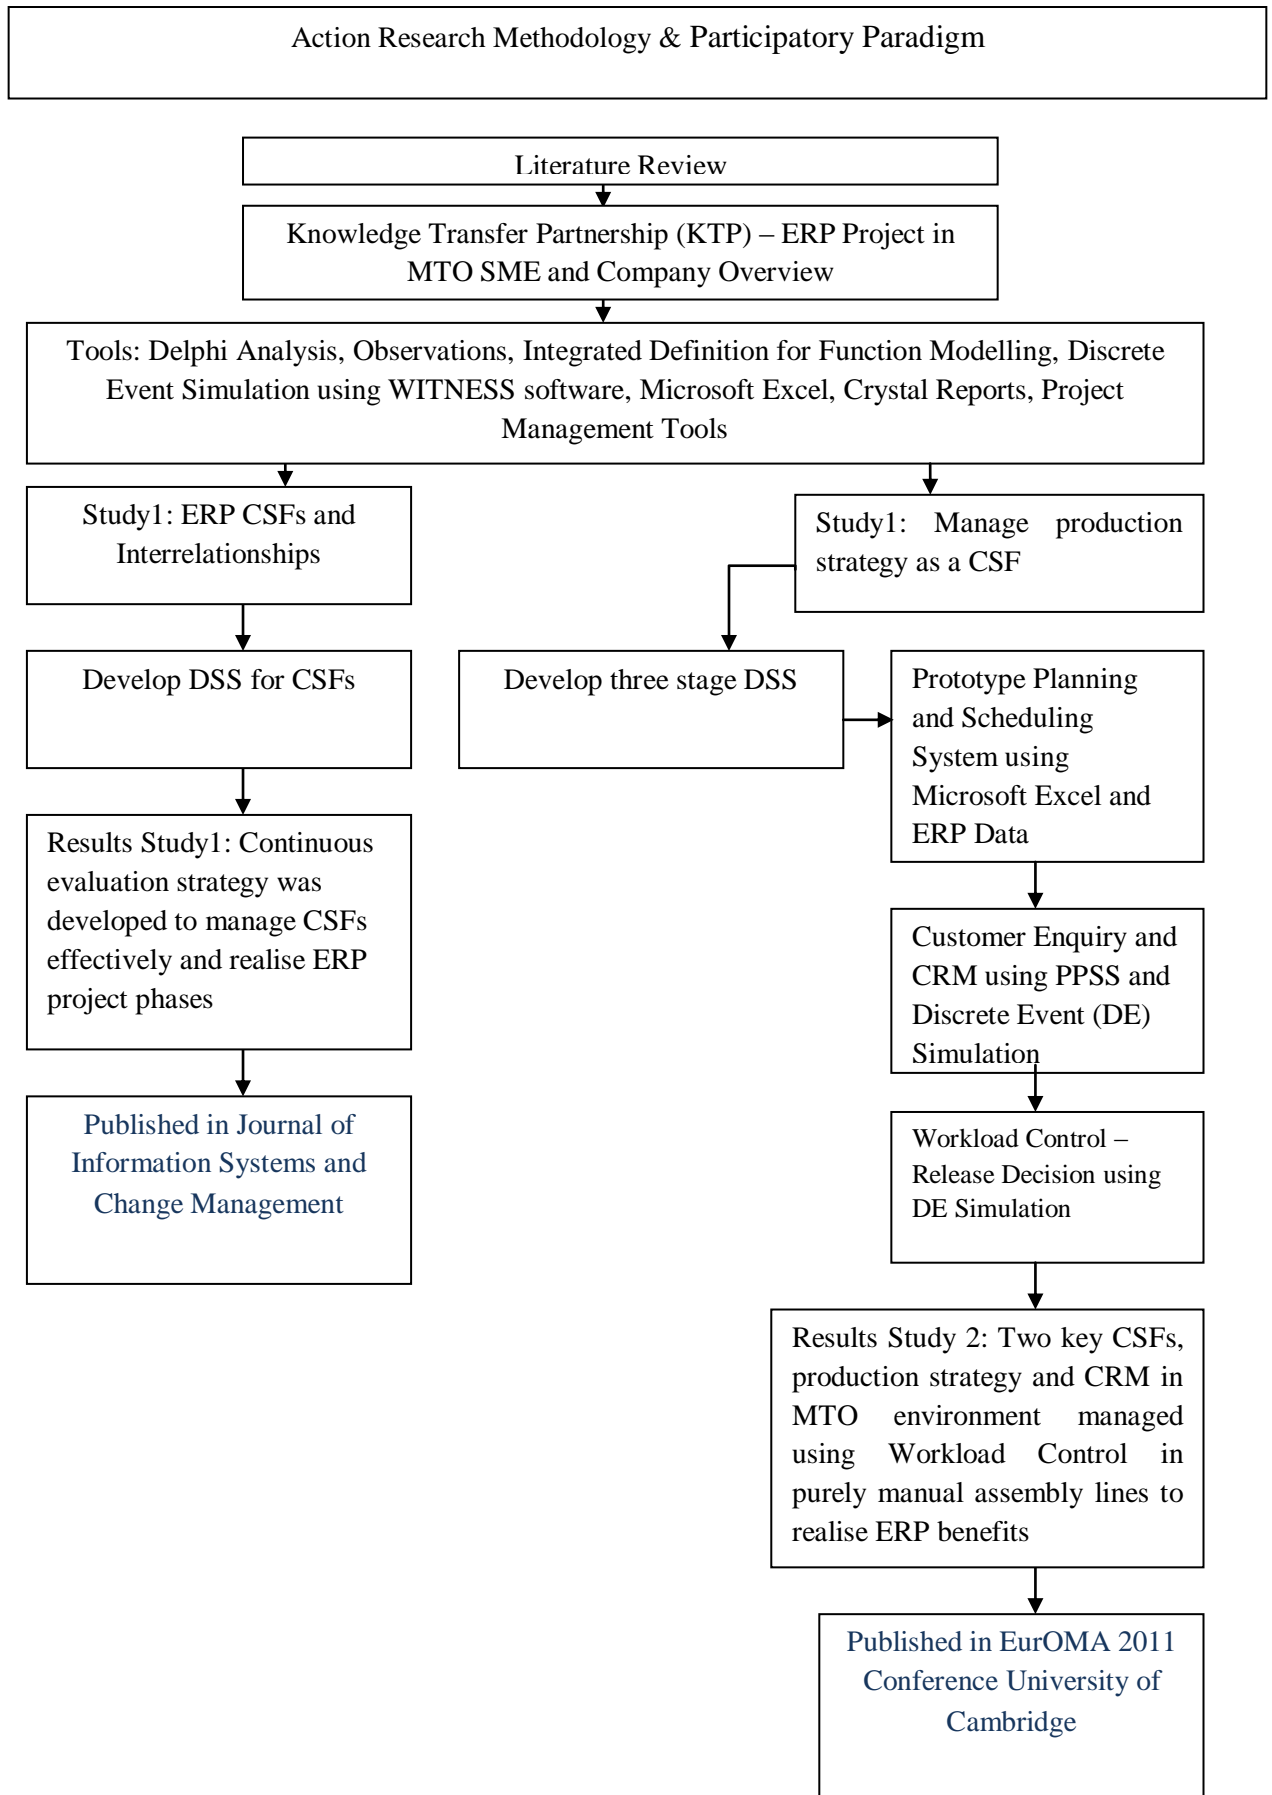 Action Research Methodology & Participatory Paradigm
Literature Review
Knowledge Transfer Partnership (KTP) – ERP Project in
MTO SME and Company Overview
Tools: Delphi Analysis, Observations, Integrated Definition for Function Modelling, Discrete
Event Simulation using WITNESS software, Microsoft Excel, Crystal Reports, Project
Management Tools
Study1: ERP CSFs and
Interrelationships
Study1: Manage production
strategy as a CSF
Develop DSS for CSFs
Develop three stage DSS
Prototype Planning
and Scheduling
System using
Microsoft Excel and
ERP Data
Results Study1: Continuous
evaluation strategy was
developed to manage CSFs
effectively and realise ERP
project phases
Customer Enquiry and
CRM using PPSS and
Discrete Event (DE)
Simulation
Published in Journal of
Information Systems and
Change Management
Workload Control –
Release Decision using
DE Simulation
Results Study 2: Two key CSFs,
production strategy and CRM in
MTO environment managed
using Workload Control in
purely manual assembly lines to
realise ERP benefits
Published in EurOMA 2011
Conference University of
Cambridge